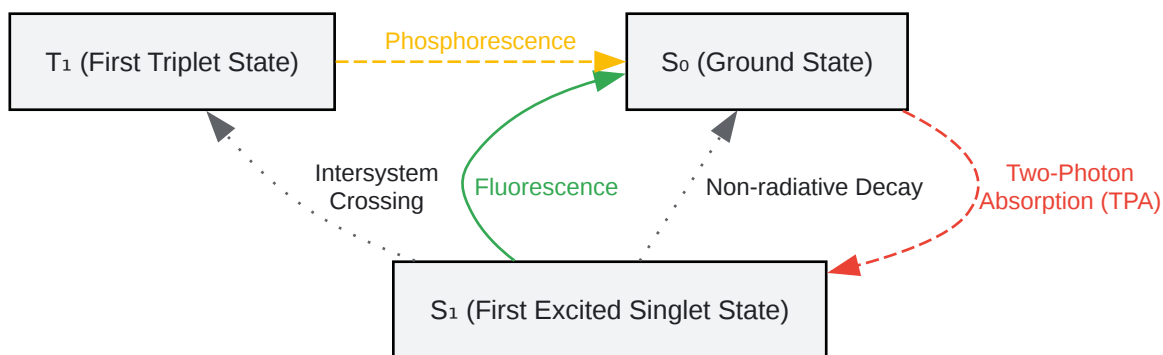 Phosphorescence
T₁ (First Triplet State)
S₀ (Ground State)
Intersystem
Crossing
Fluorescence
Non-radiative Decay
Two-Photon
Absorption (TPA)
S₁ (First Excited Singlet State)